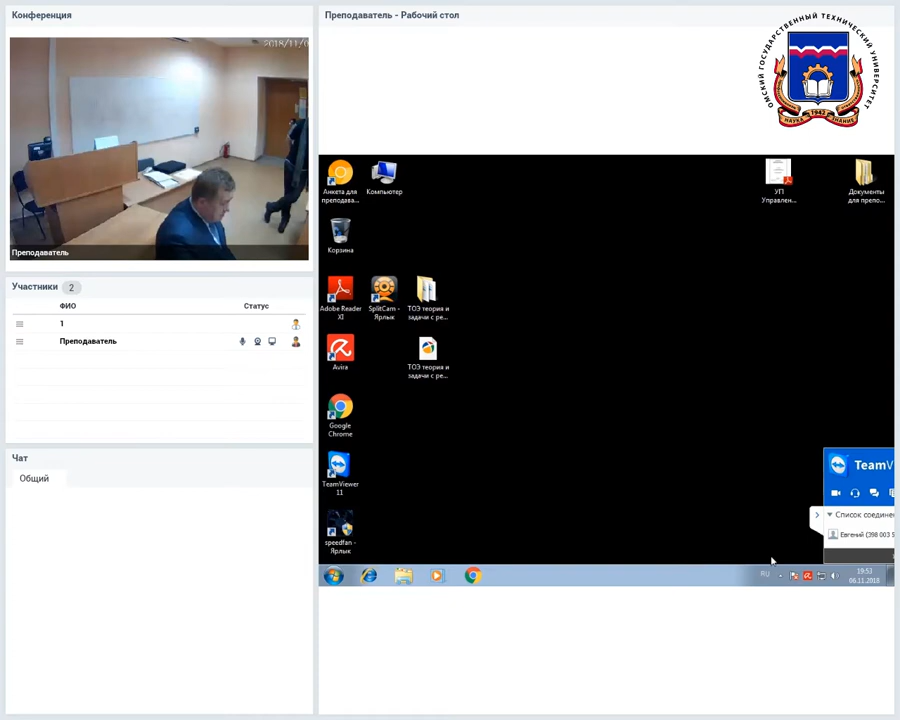 Конференция
2018/11/0
Преподаватель
Участники 2
ФИО Статус
1
Преподаватель
Чат
Общий
Преподаватель - Рабочий стол
ОМСКИЙ ГОСУДАРСТВЕННЫЙ ТЕХНИЧЕСКИЙ УНИВЕРСИТЕТ
НАУКА 1942 ЗНАНИЕ
Анкета для
преподава...
Компьютер
УП
Управлен...
Документы
для препо...
Корзина
Adobe Reader
XI
SplitCam -
Ярлык
ТОЭ теория и
задачи с ре...
Avira
ТОЭ теория и
задачи с ре...
Google
Chrome
TeamViewer
11
speedfan -
Ярлык
TeamV
Список соедине
Евгений (398 003 5
RU
19:53
06.11.2018